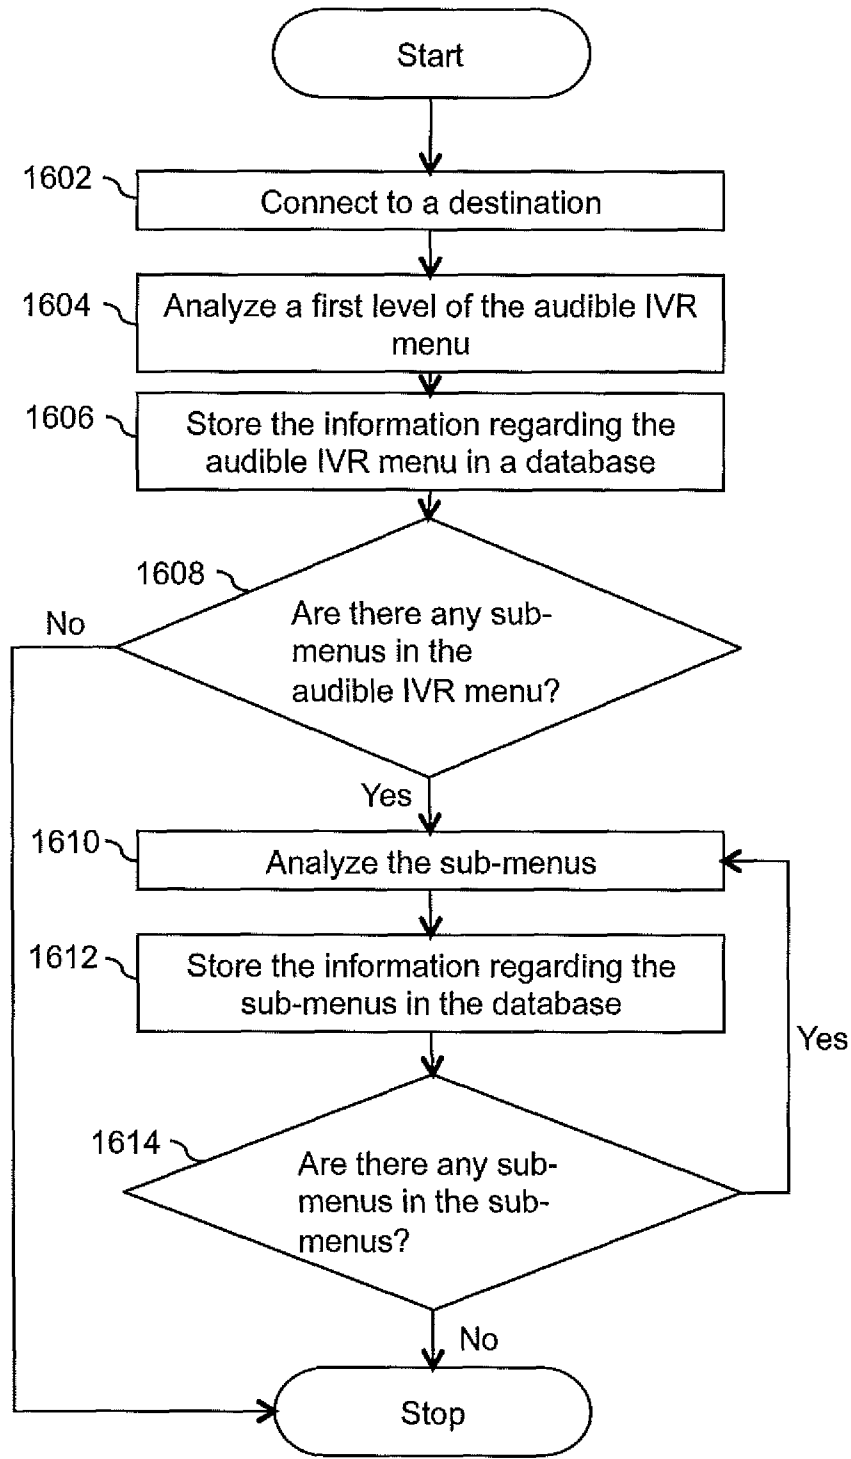 Start
1602
Connect to a destination
1604
Analyze a first level of the audible IVR
menu
1606
Store the information regarding the
audible IVR menu in a database
1608
No
Are there any sub-
menus in the
audible IVR menu?
Yes
1610
Analyze the sub-menus
1612
Store the information regarding the
sub-menus in the database
Yes
1614
Are there any sub-
menus in the sub-
menus?
No
Stop